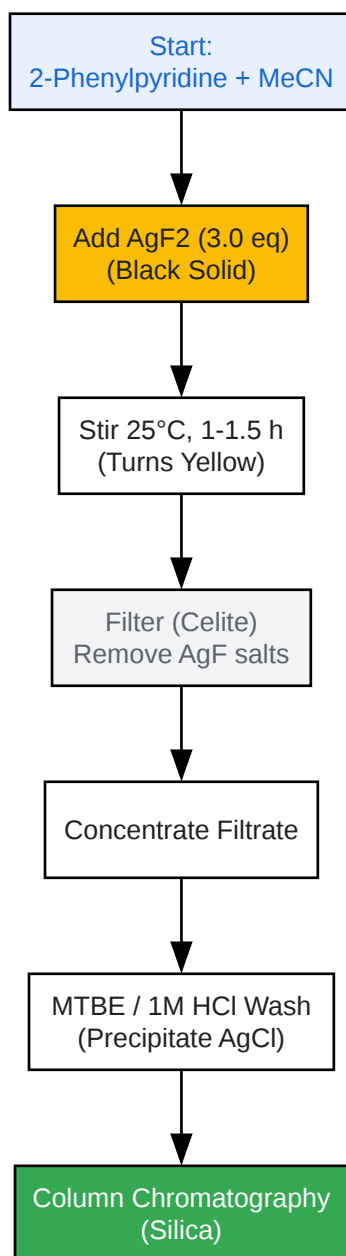 Start:
2-Phenylpyridine + MeCN
Add AgF2 (3.0 eq)
(Black Solid)
Stir 25°C, 1-1.5 h
(Turns Yellow)
Filter (Celite)
Remove AgF salts
Concentrate Filtrate
MTBE / 1M HCl Wash
(Precipitate AgCl)
Column Chromatography
(Silica)